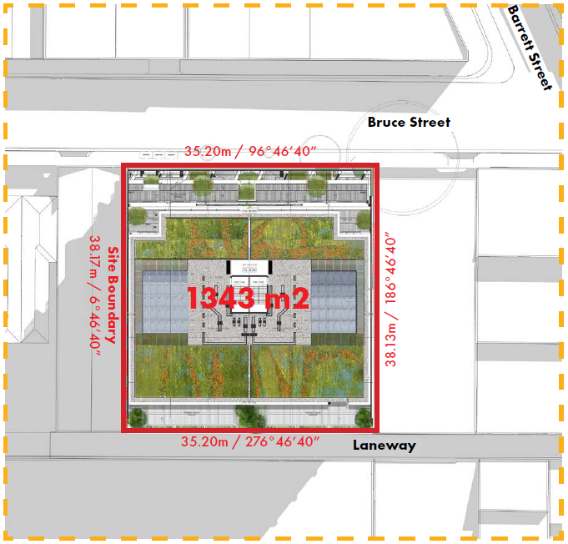 Barrett Street
Bruce Street
35.20m / 96°46'40"
Site Boundary
38.17m / 6°46'40"
1343 m2
38.13m / 186°46'40"
35.20m / 276°46'40"
Laneway